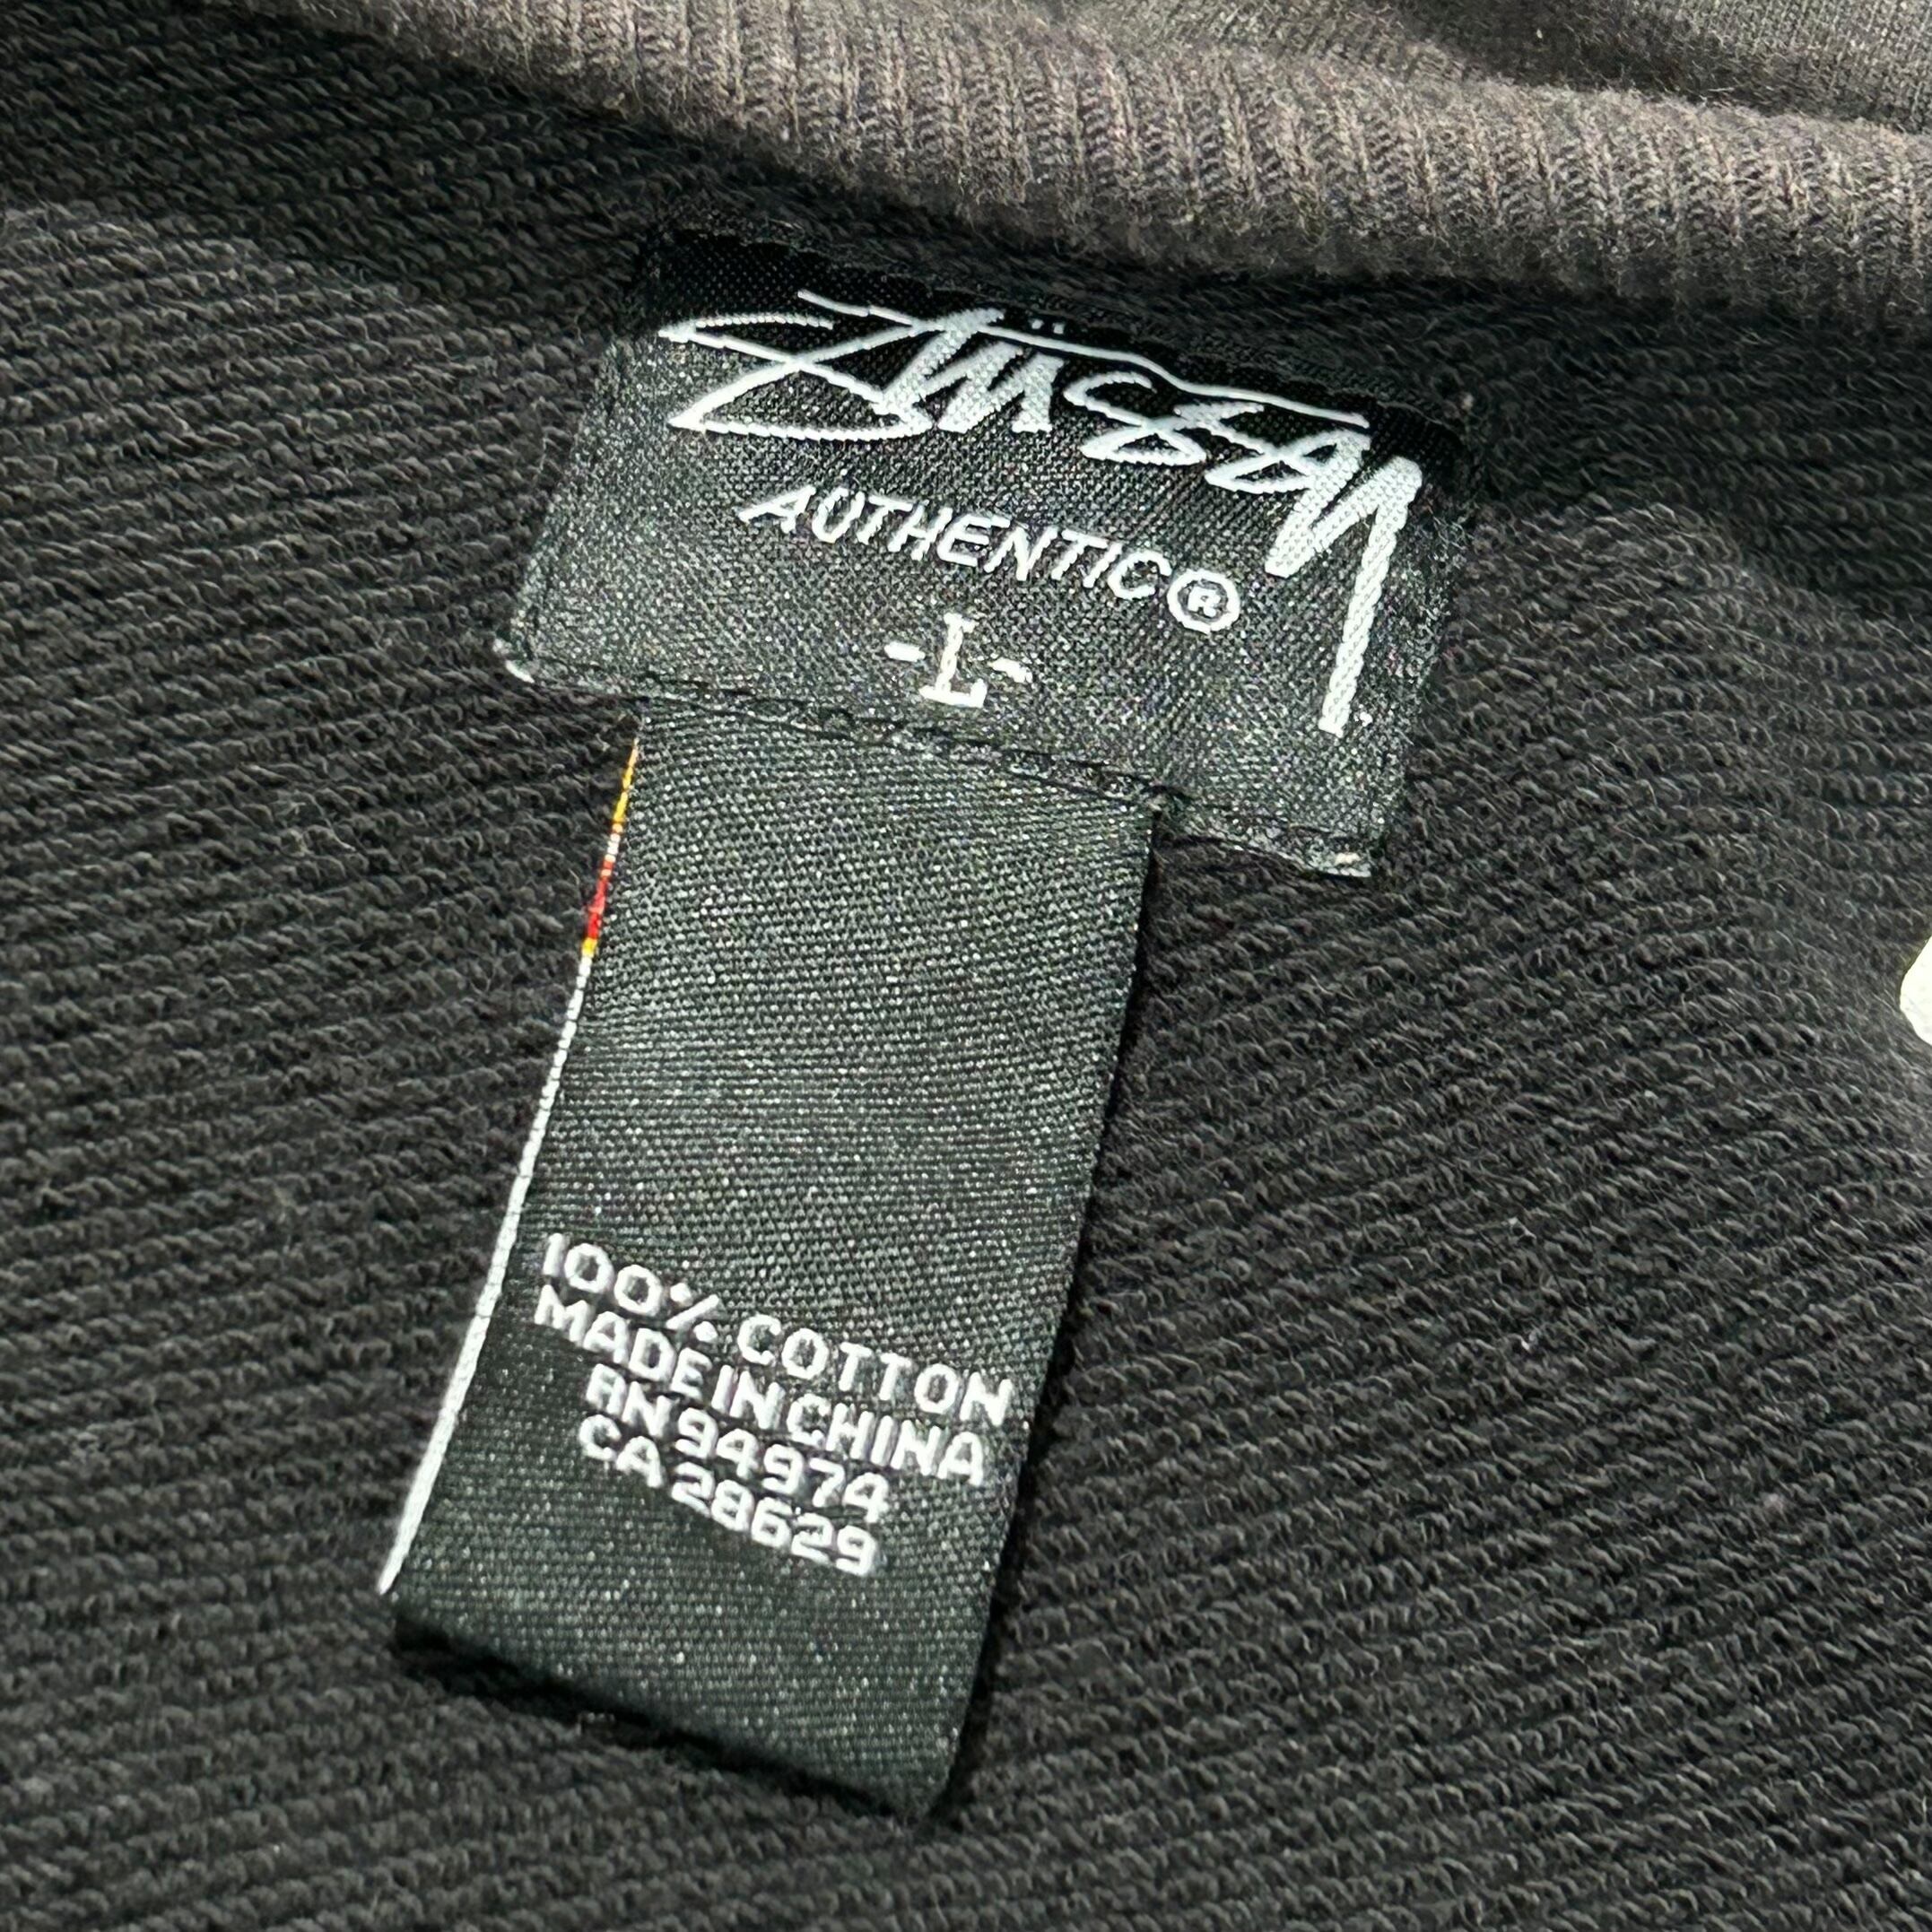 Stüssy
AUTHENTIC®
-L-
100% COTTON
MADE IN CHINA
RN 94974
CA 28629